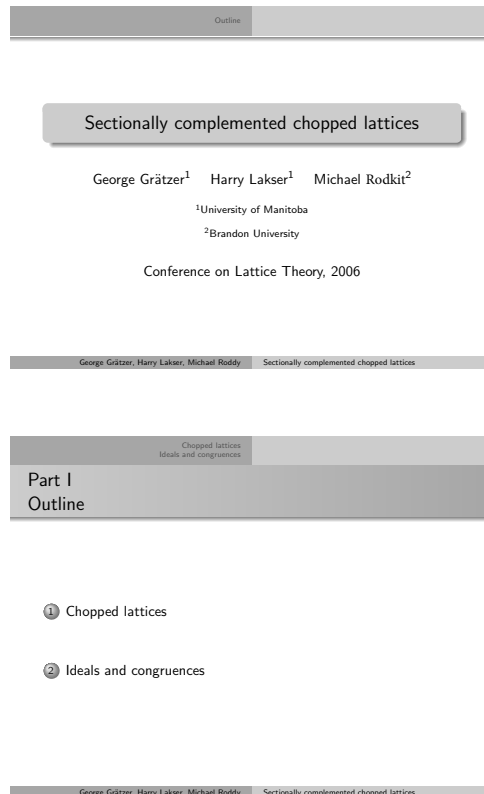 Outline
Sectionally complemented chopped lattices
George Grätzer¹ Harry Lakser¹ Michael Rodkit²
¹University of Manitoba
²Brandon University
Conference on Lattice Theory, 2006
George Grätzer, Harry Lakser, Michael Roddy Sectionally complemented chopped lattices
Chopped lattices
Ideals and congruences
Part I
Outline
1 Chopped lattices
2 Ideals and congruences
George Grätzer, Harry Lakser, Michael Roddy Sectionally complemented chopped lattices